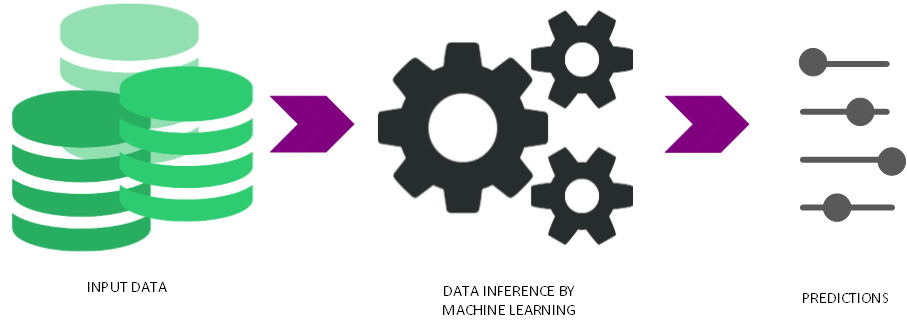 INPUT DATA
DATA INFERENCE BY
MACHINE LEARNING
PREDICTIONS